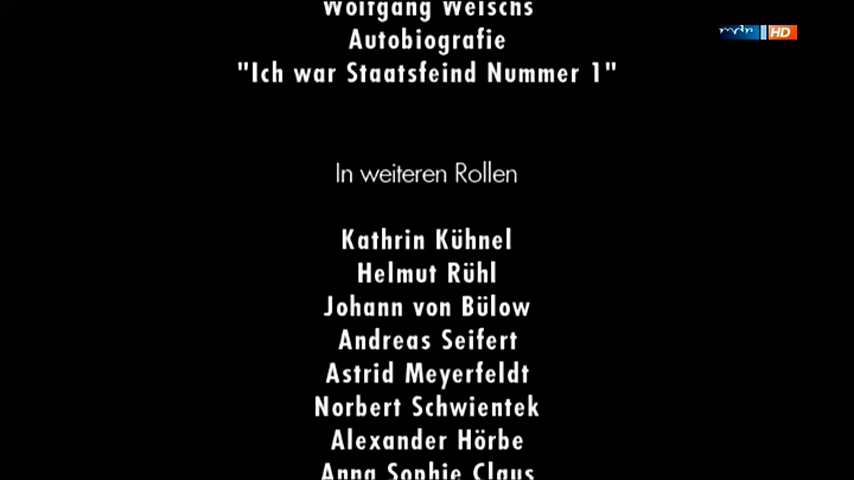 Wolfgang Welschs
Autobiografie
"Ich war Staatsfeind Nummer 1"
In weiteren Rollen
Kathrin Kühnel
Helmut Rühl
Johann von Bülow
Andreas Seifert
Astrid Meyerfeldt
Norbert Schwientek
Alexander Hörbe
Anna Sophie Claus
mdr HD